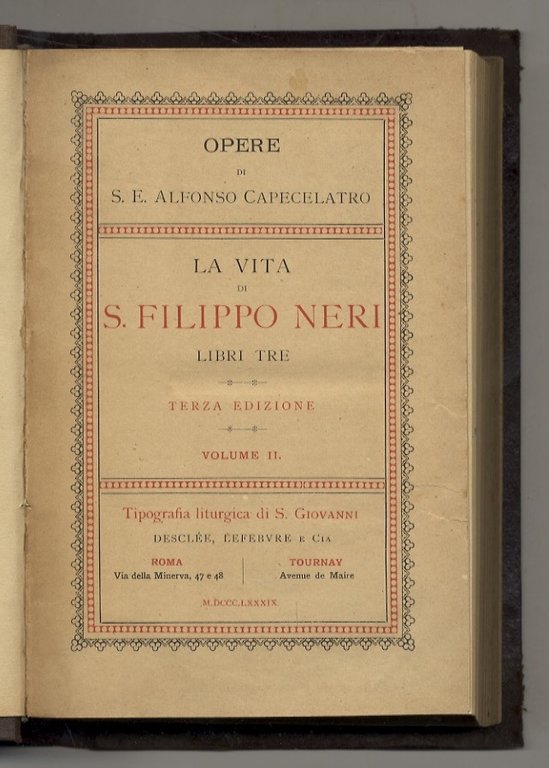 OPERE
DI
S. E. ALFONSO CAPECELATRO
LA VITA
DI
S. FILIPPO NERI
LIBRI TRE
TERZA EDIZIONE
VOLUME II.
Tipografia liturgica di S. GIOVANNI
DESCLÉE, LEFEBVRE E CIA
ROMA
Via della Minerva, 47 e 48
TOURNAY
Avenue de Maire
M.DCCC.LXXXIX.